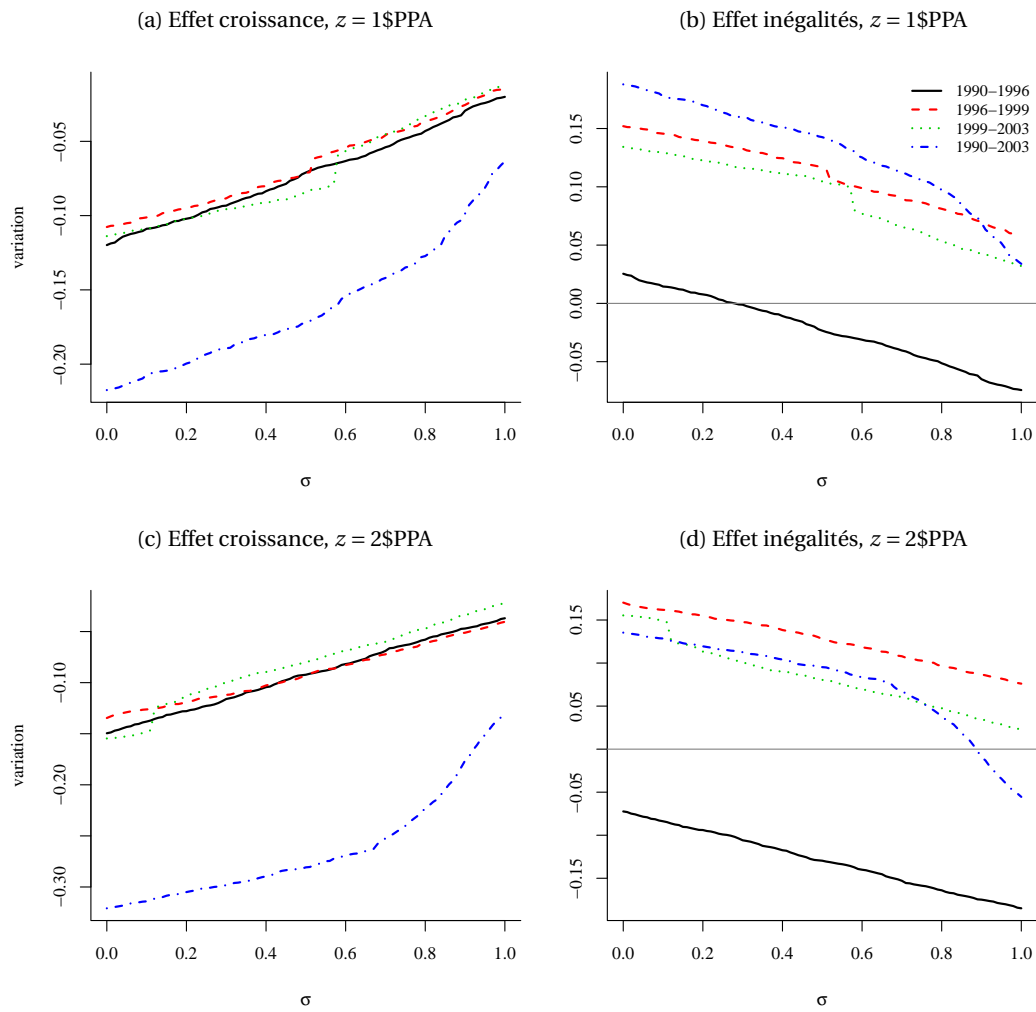 (a) Effet croissance, z = 1$PPA
variation
−0.05
−0.10
−0.15
−0.20
0.0 0.2 0.4 0.6 0.8 1.0
σ
(b) Effet inégalités, z = 1$PPA
1990−1996
1996−1999
1999−2003
1990−2003
0.15
0.10
0.05
0.00
−0.05
0.0 0.2 0.4 0.6 0.8 1.0
σ
(c) Effet croissance, z = 2$PPA
variation
−0.10
−0.20
−0.30
0.0 0.2 0.4 0.6 0.8 1.0
σ
(d) Effet inégalités, z = 2$PPA
0.15
0.05
−0.05
−0.15
0.0 0.2 0.4 0.6 0.8 1.0
σ